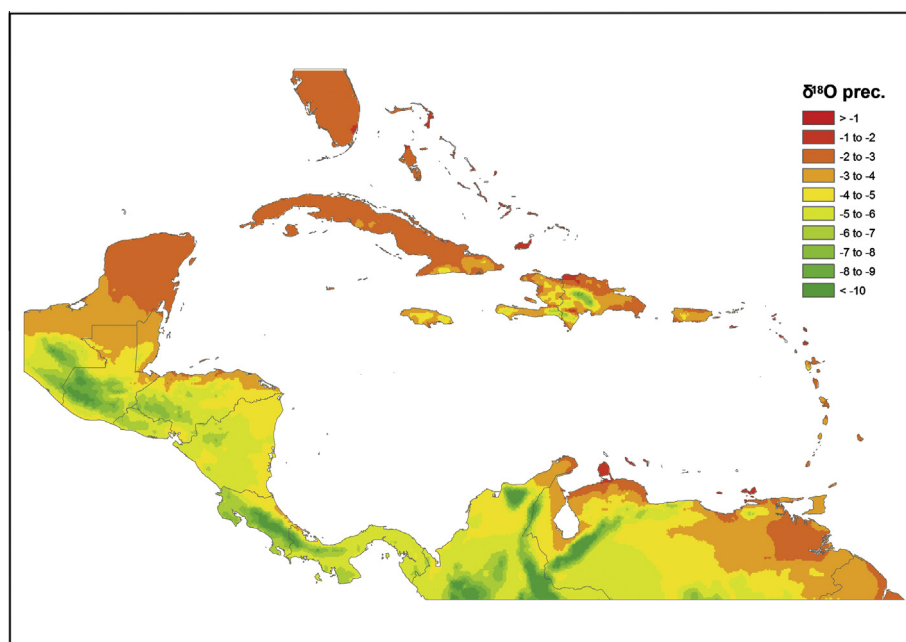 δ¹⁸O prec.
> -1
-1 to -2
-2 to -3
-3 to -4
-4 to -5
-5 to -6
-6 to -7
-7 to -8
-8 to -9
< -10